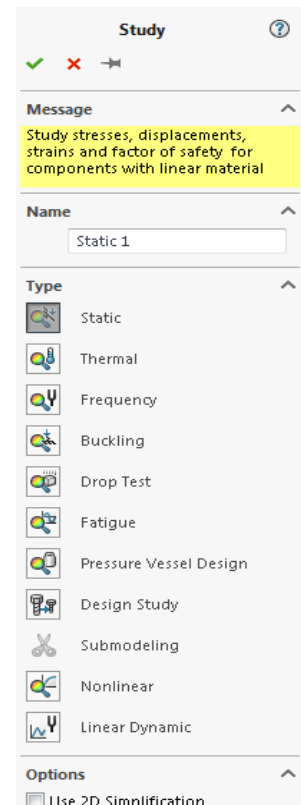 Study
Message
Study stresses, displacements,
strains and factor of safety for
components with linear material
Name
Static 1
Type
Static
Thermal
Frequency
Buckling
Drop Test
Fatigue
Pressure Vessel Design
Design Study
Submodeling
Nonlinear
Linear Dynamic
Options
Use 2D Simplification